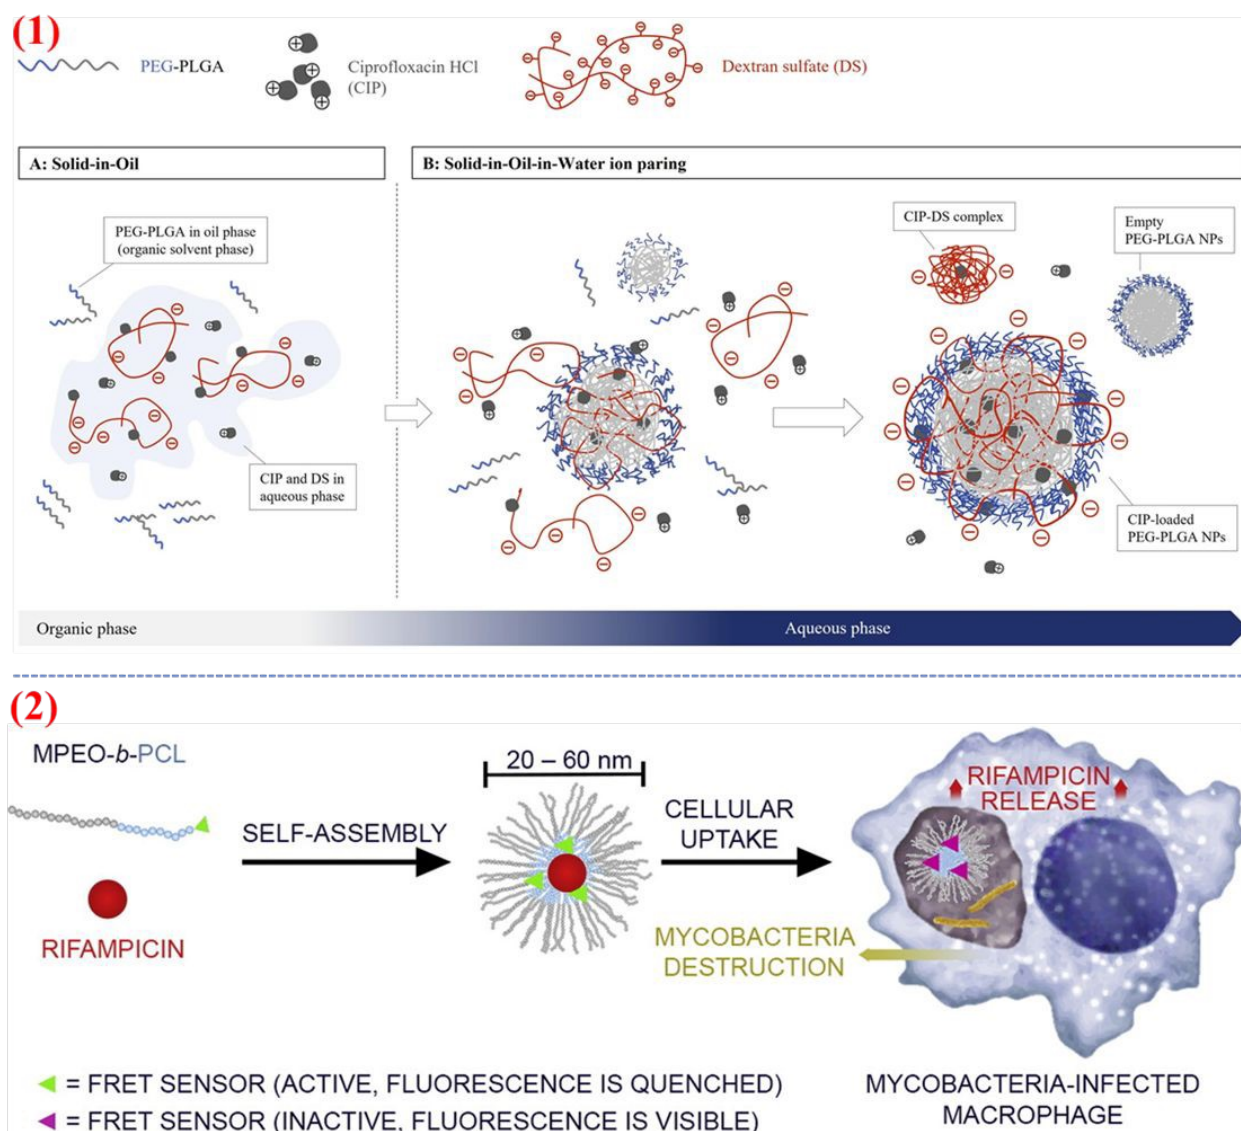 (1)
PEG-PLGA
Ciprofloxacin HCl
(CIP)
Dextran sulfate (DS)
A: Solid-in-Oil
B: Solid-in-Oil-in-Water ion paring
PEG-PLGA in oil phase
(organic solvent phase)
CIP and DS in
aqueous phase
CIP-DS complex
Empty
PEG-PLGA NPs
CIP-loaded
PEG-PLGA NPs
Organic phase
Aqueous phase
(2)
MPEO-b-PCL
RIFAMPICIN
SELF-ASSEMBLY
20 – 60 nm
CELLULAR
UPTAKE
RIFAMPICIN
RELEASE
MYCOBACTERIA
DESTRUCTION
= FRET SENSOR (ACTIVE, FLUORESCENCE IS QUENCHED)
= FRET SENSOR (INACTIVE, FLUORESCENCE IS VISIBLE)
MYCOBACTERIA-INFECTED
MACROPHAGE